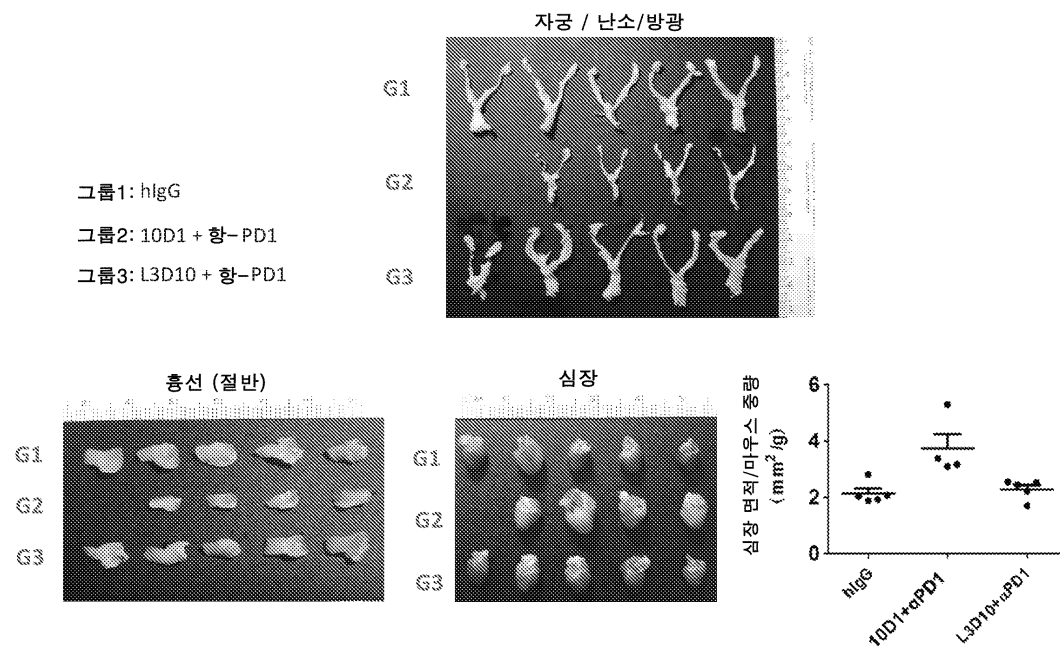 자궁 / 난소/방광
G1
G2
G3
그룹1: hIgG
그룹2: 10D1 + 항-PD1
그룹3: L3D10 + 항-PD1
흉선 (절반)
G1
G2
G3
심장
G1
G2
G3
심장 면적/마우스 중량
(mm²/g)
6
4
2
0
hIgG
10D1+αPD1
L3D10+αPD1